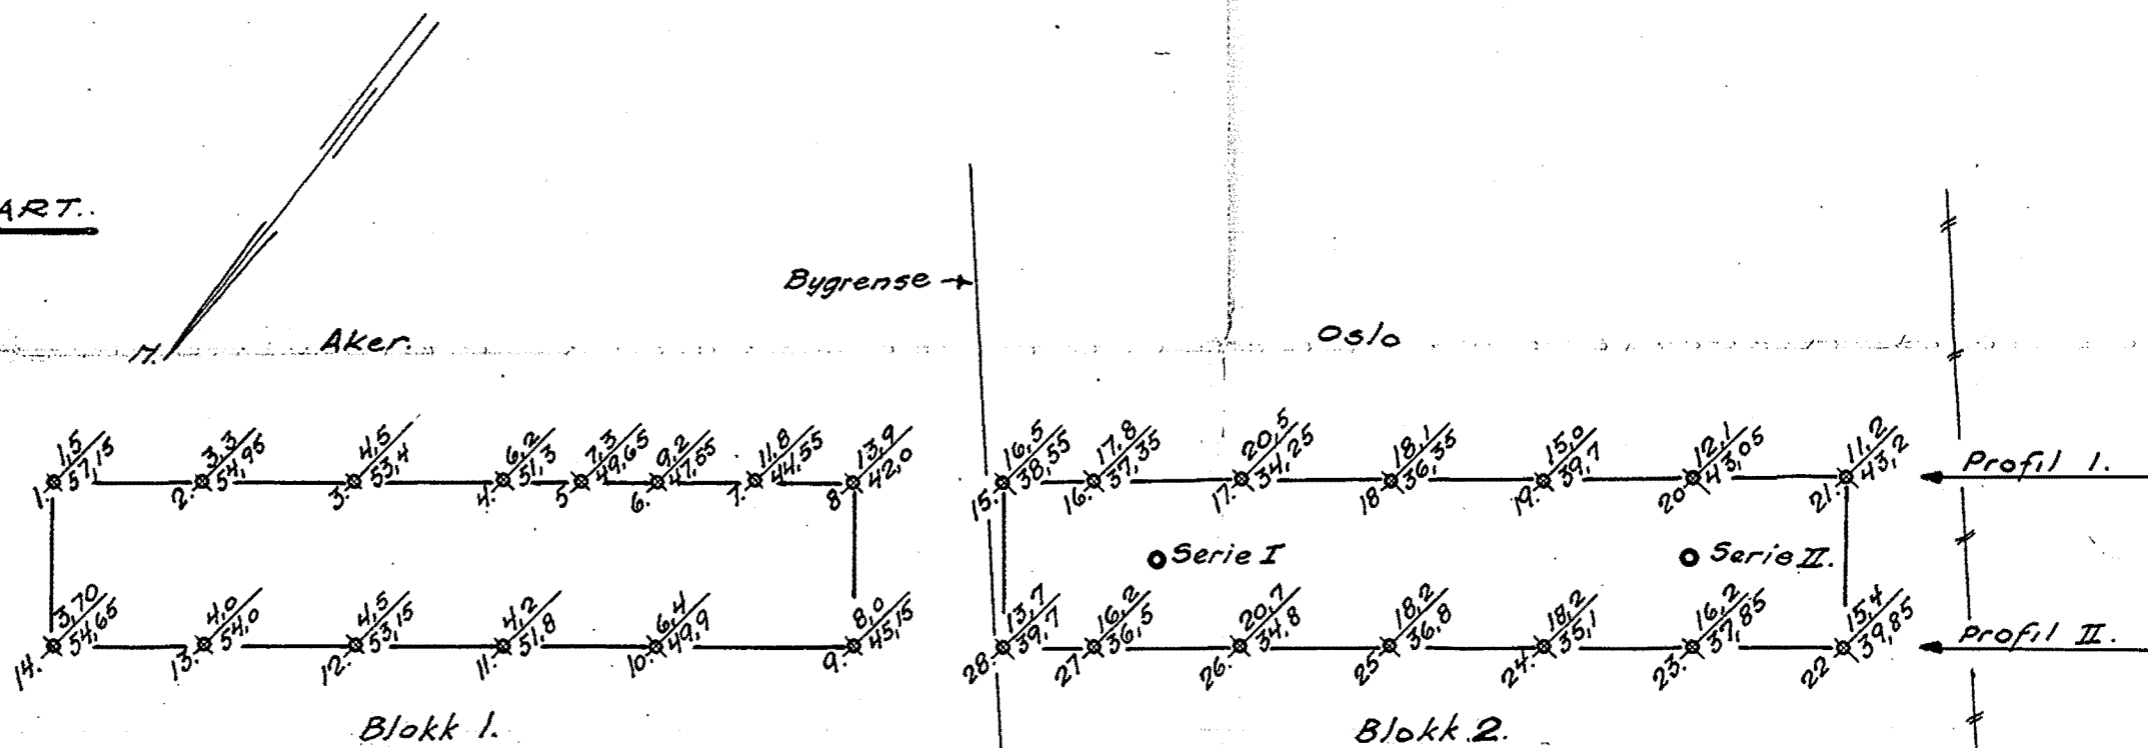 ART..
Bygrense →
N.
Aker.
Oslo
1. 1,5 57,15
2. 3,3 54,95
3. 4,5 53,4
4. 6,2 51,3
5. 7,3 49,65
6. 9,2 47,55
7. 11,8 44,55
8. 13,9 42,0
15. 16,5 38,55
16. 17,8 37,35
17. 20,5 34,25
18. 18,1 36,35
19. 15,0 39,7
20. 12,1 43,05
21. 11,2 43,2
Profil I.
Serie I
Serie II.
14. 3,70 54,65
13. 4,0 54,0
12. 4,5 53,15
11. 4,2 51,8
10. 6,4 49,9
9. 8,0 45,15
28. 13,7 39,7
27. 16,2 36,5
26. 20,7 34,8
25. 18,2 36,8
24. 18,2 35,1
23. 16,2 37,85
22. 15,4 39,85
Profil II.
Blokk 1.
Blokk 2.